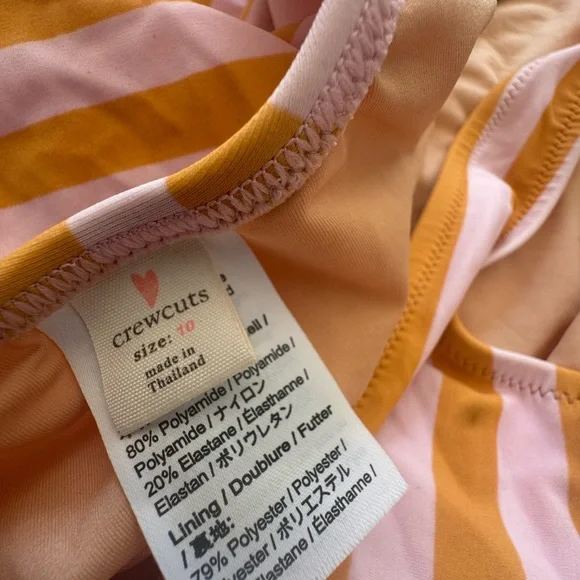 crewcuts
size: 10
made in
Thailand
80% Polyamide / Polyamide /
Polyamide / ナイロン
20% Elastane / Élasthanne /
Elastan / ポリウレタン
Lining / Doublure / Futter
/ 裏地:
79% Polyester / Polyester /
/ ポリエステル
Elastane / Élasthanne /